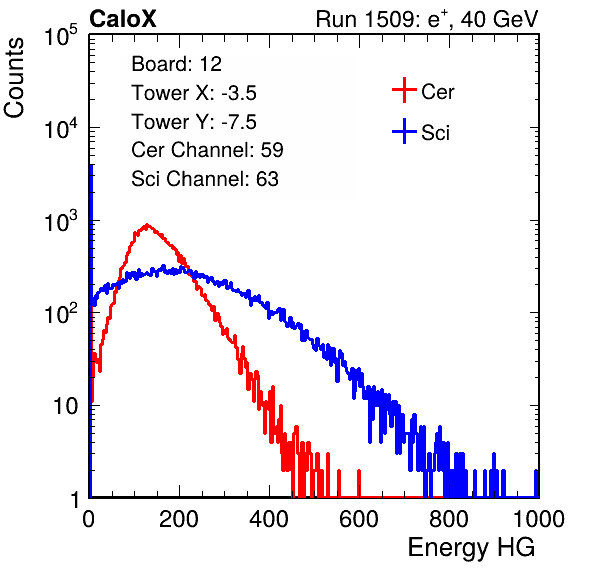 CaloX Run 1509: e⁺, 40 GeV
Counts
Board: 12
Tower X: -3.5
Tower Y: -7.5
Cer Channel: 59
Sci Channel: 63
Cer
Sci
10⁵
10⁴
10³
10²
10
1
0 200 400 600 800 1000
Energy HG